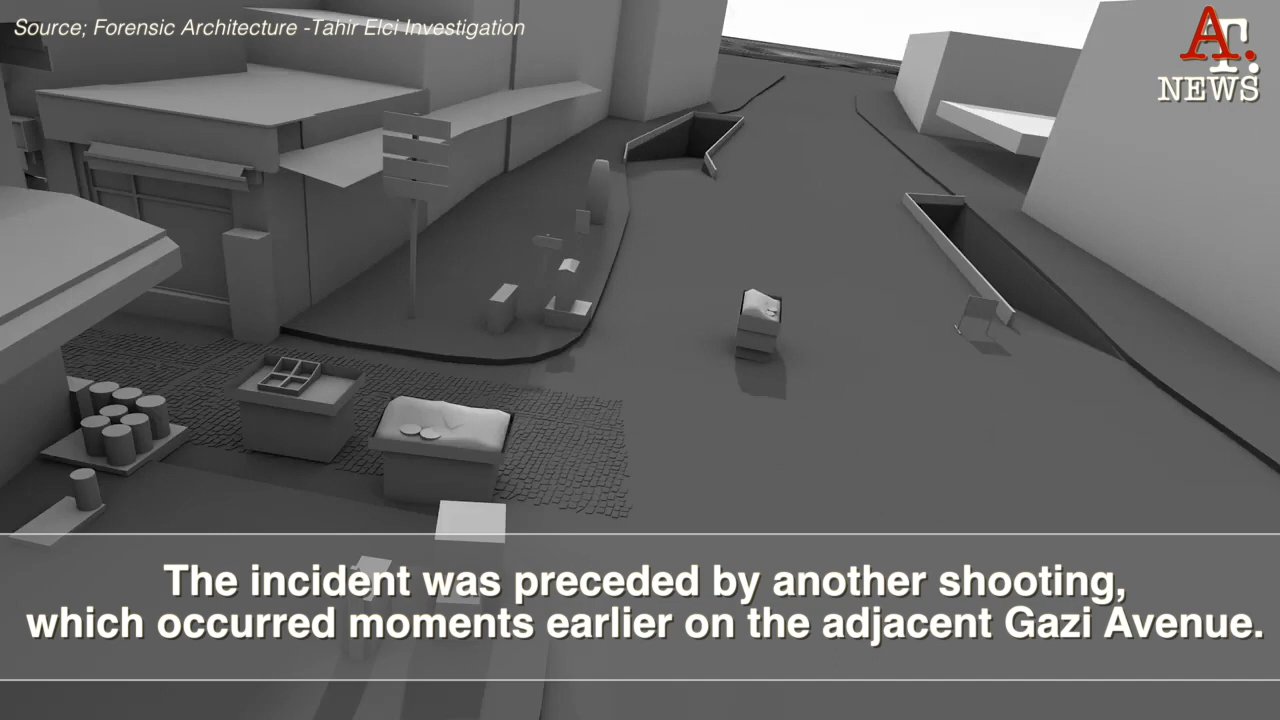 Source; Forensic Architecture -Tahir Elci Investigation
A.T.
NEWS
The incident was preceded by another shooting,
which occurred moments earlier on the adjacent Gazi Avenue.